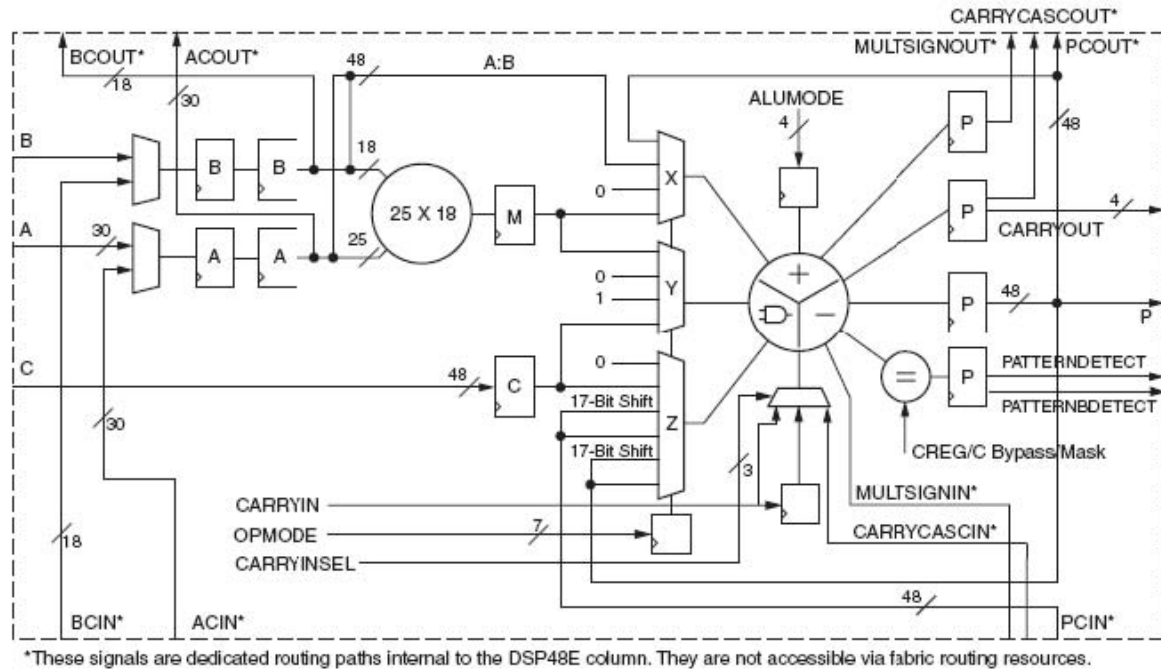 CARRYCASCOUT*
BCOUT* ACOUT* MULTSIGNOUT* PCOUT*
48 A:B
18
30 ALUMODE
4 P 48
B
18
B B
X
0
25 X 18 M P 4
A 30 CARRYOUT
25
A A
+
0 Y 48
1 − P
P
C 48 C 0
= P PATTERNDETECT
17-Bit Shift PATTERNBDETECT
30 Z
17-Bit Shift CREG/C Bypass/Mask
3
CARRYIN MULTSIGNIN*
18 OPMODE 7 CARRYCASCIN*
CARRYINSEL
48
BCIN* ACIN* PCIN*
*These signals are dedicated routing paths internal to the DSP48E column. They are not accessible via fabric routing resources.